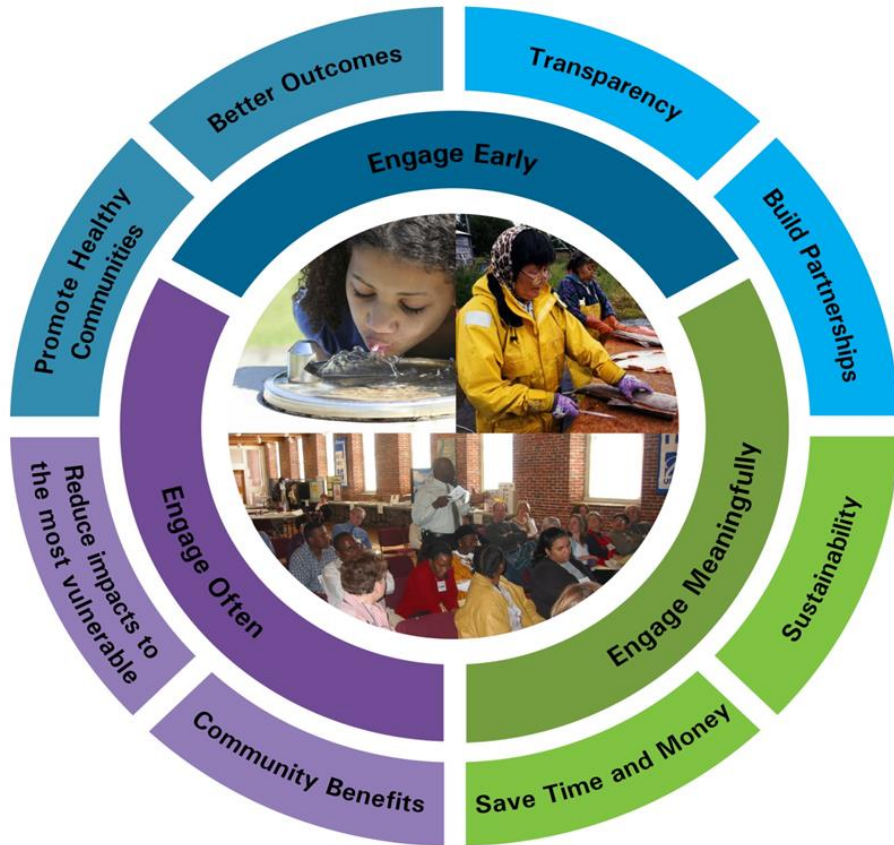 Better Outcomes
Transparency
Build Partnerships
Sustainability
Save Time and Money
Community Benefits
Reduce impacts to
the most vulnerable
Promote Healthy
Communities
Engage Early
Engage Meaningfully
Engage Often